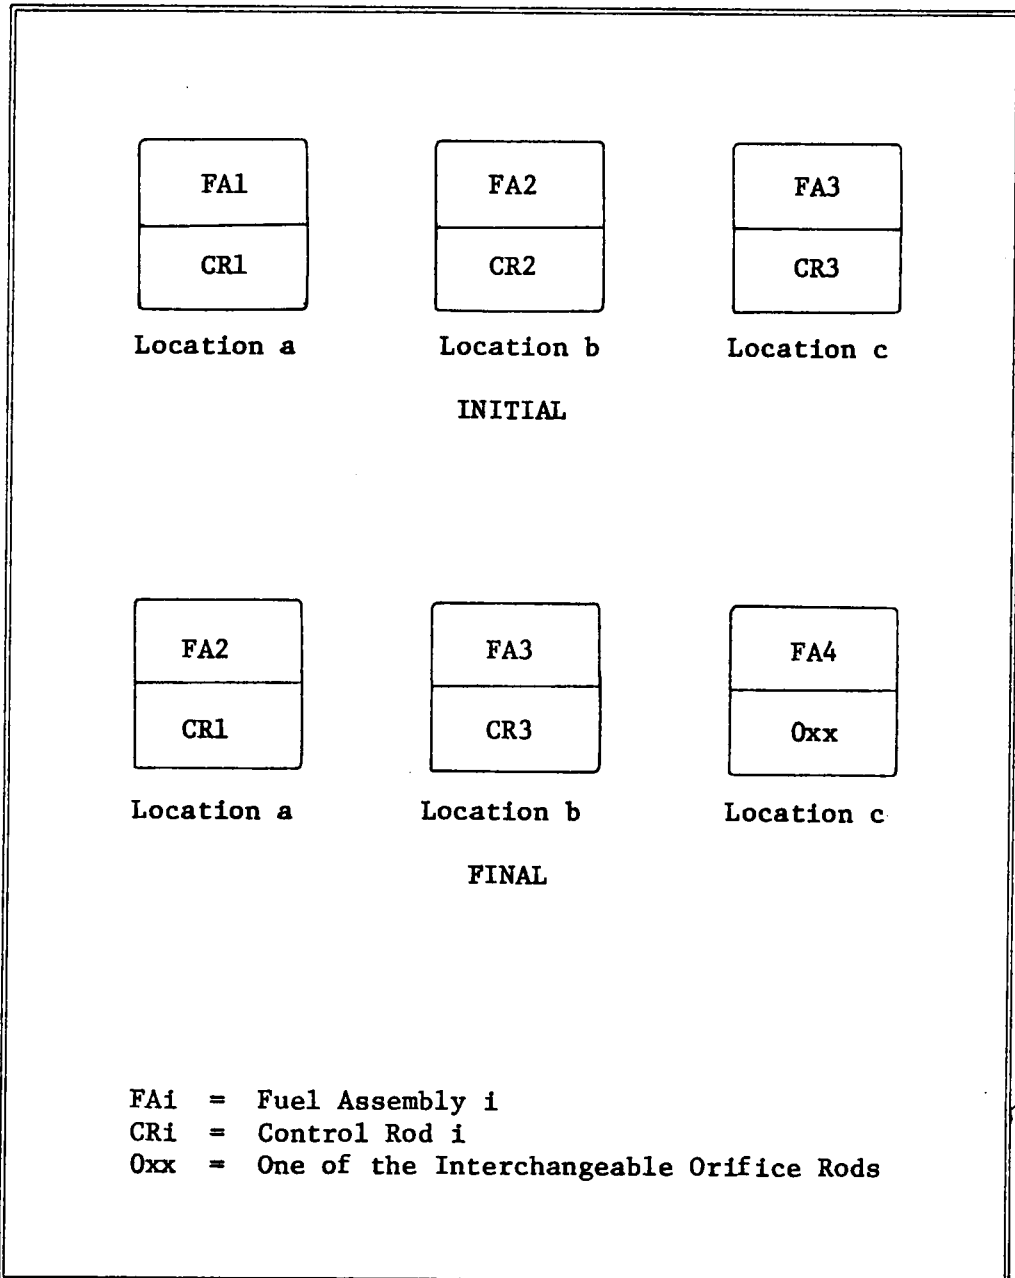 FA1 FA2 FA3
CR1 CR2 CR3
Location a Location b Location c
INITIAL
FA2 FA3 FA4
CR1 CR3 Oxx
Location a Location b Location c
FINAL
FAi = Fuel Assembly i
CRi = Control Rod i
Oxx = One of the Interchangeable Orifice Rods